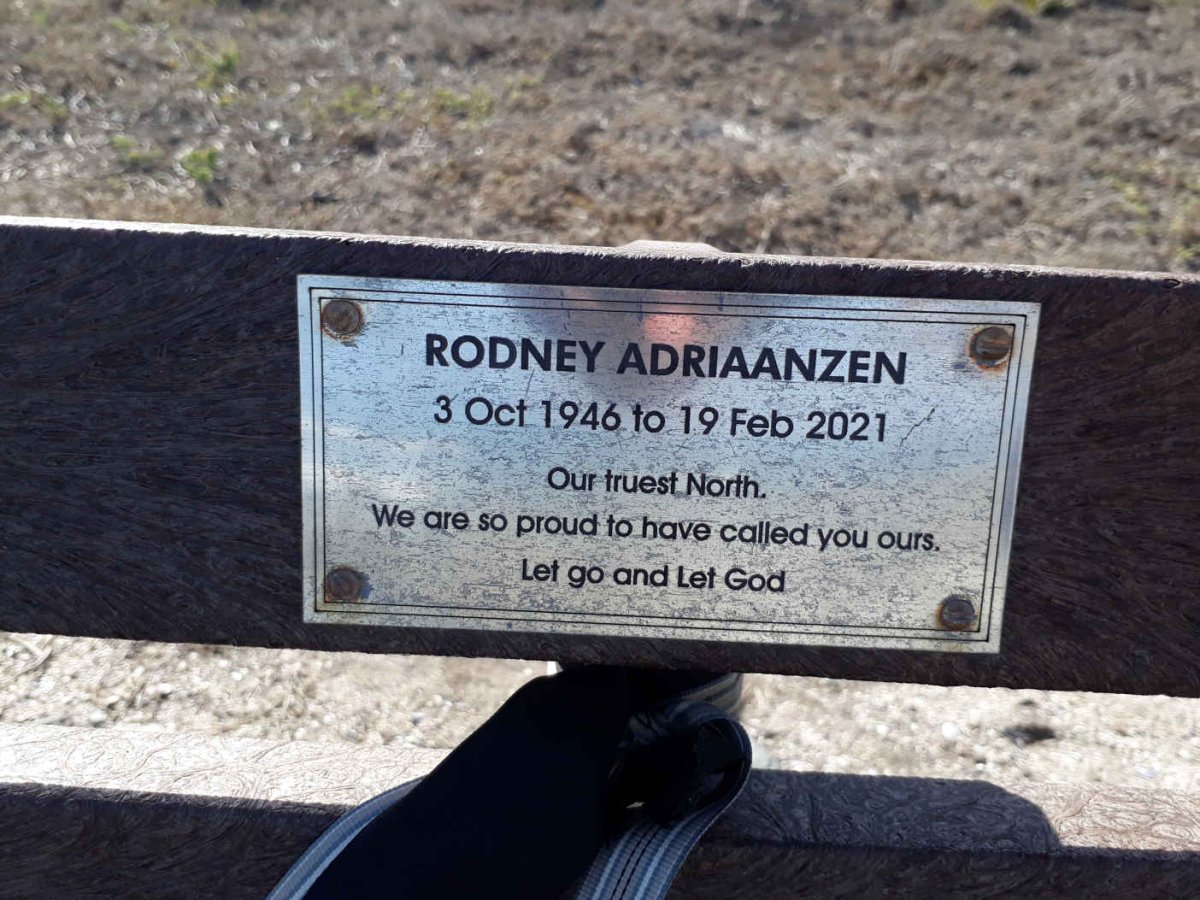 RODNEY ADRIAANZEN
3 Oct 1946 to 19 Feb 2021
Our truest North.
We are so proud to have called you ours.
Let go and Let God